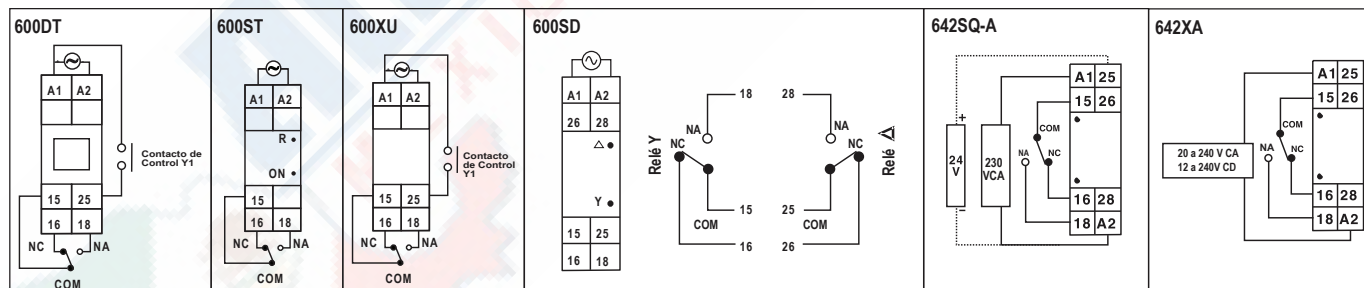 600DT
A1 A2
Contacto de
Control Y1
15 25
16 18
NC NA
COM
600ST
A1 A2
R
ON
15
16 18
NC NA
COM
600XU
A1 A2
Contacto
de Control
Y1
15 25
16 18
NC NA
COM
600SD
A1 A2
26 28
△
Y
15 25
16 18
Relé Y
18
NA
NC
15
COM
16
28
NA
NC
25
COM
26
Relé △
642SQ-A
+
24
V
−
230
VCA
COM
NA
NC
A1 25
15 26
16 28
18 A2
642XA
20 a 240 V CA
12 a 240V CD
COM
NA
NC
A1 25
15 26
16 28
18 A2